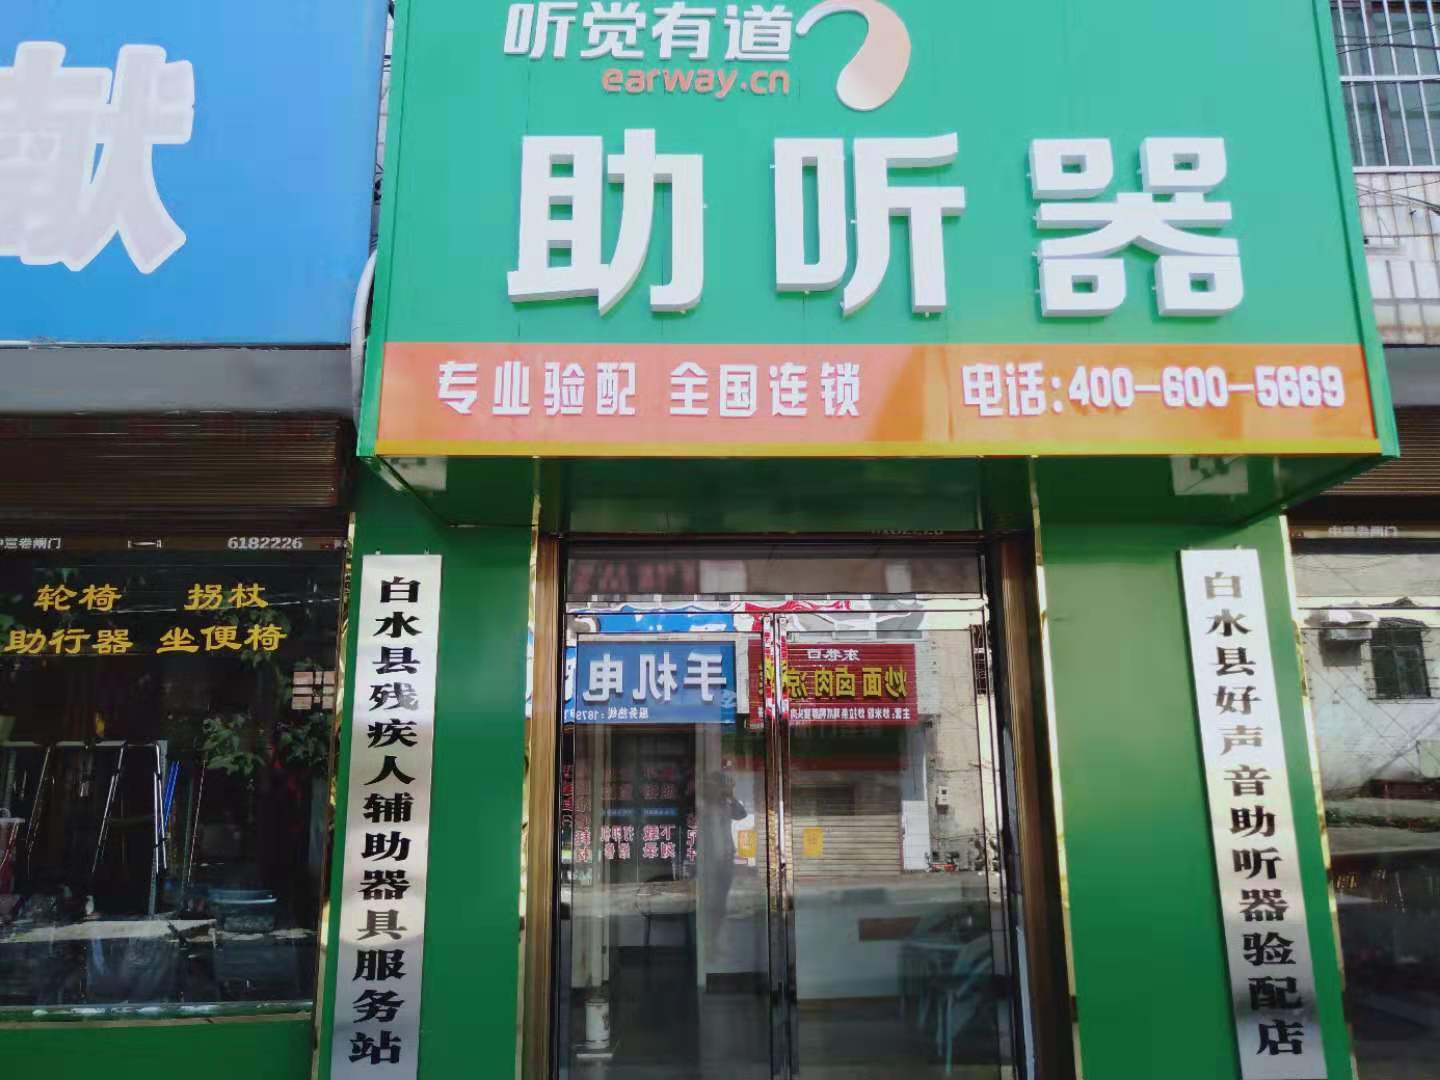 献
听觉有道
earway.cn
助听器
专业验配 全国连锁 电话:400-600-5669
6182226
轮椅 拐杖
助行器 坐便椅
白水县残疾人辅助器具服务站
白水县好声音助听器验配店
手机电
炒面卤肉凉